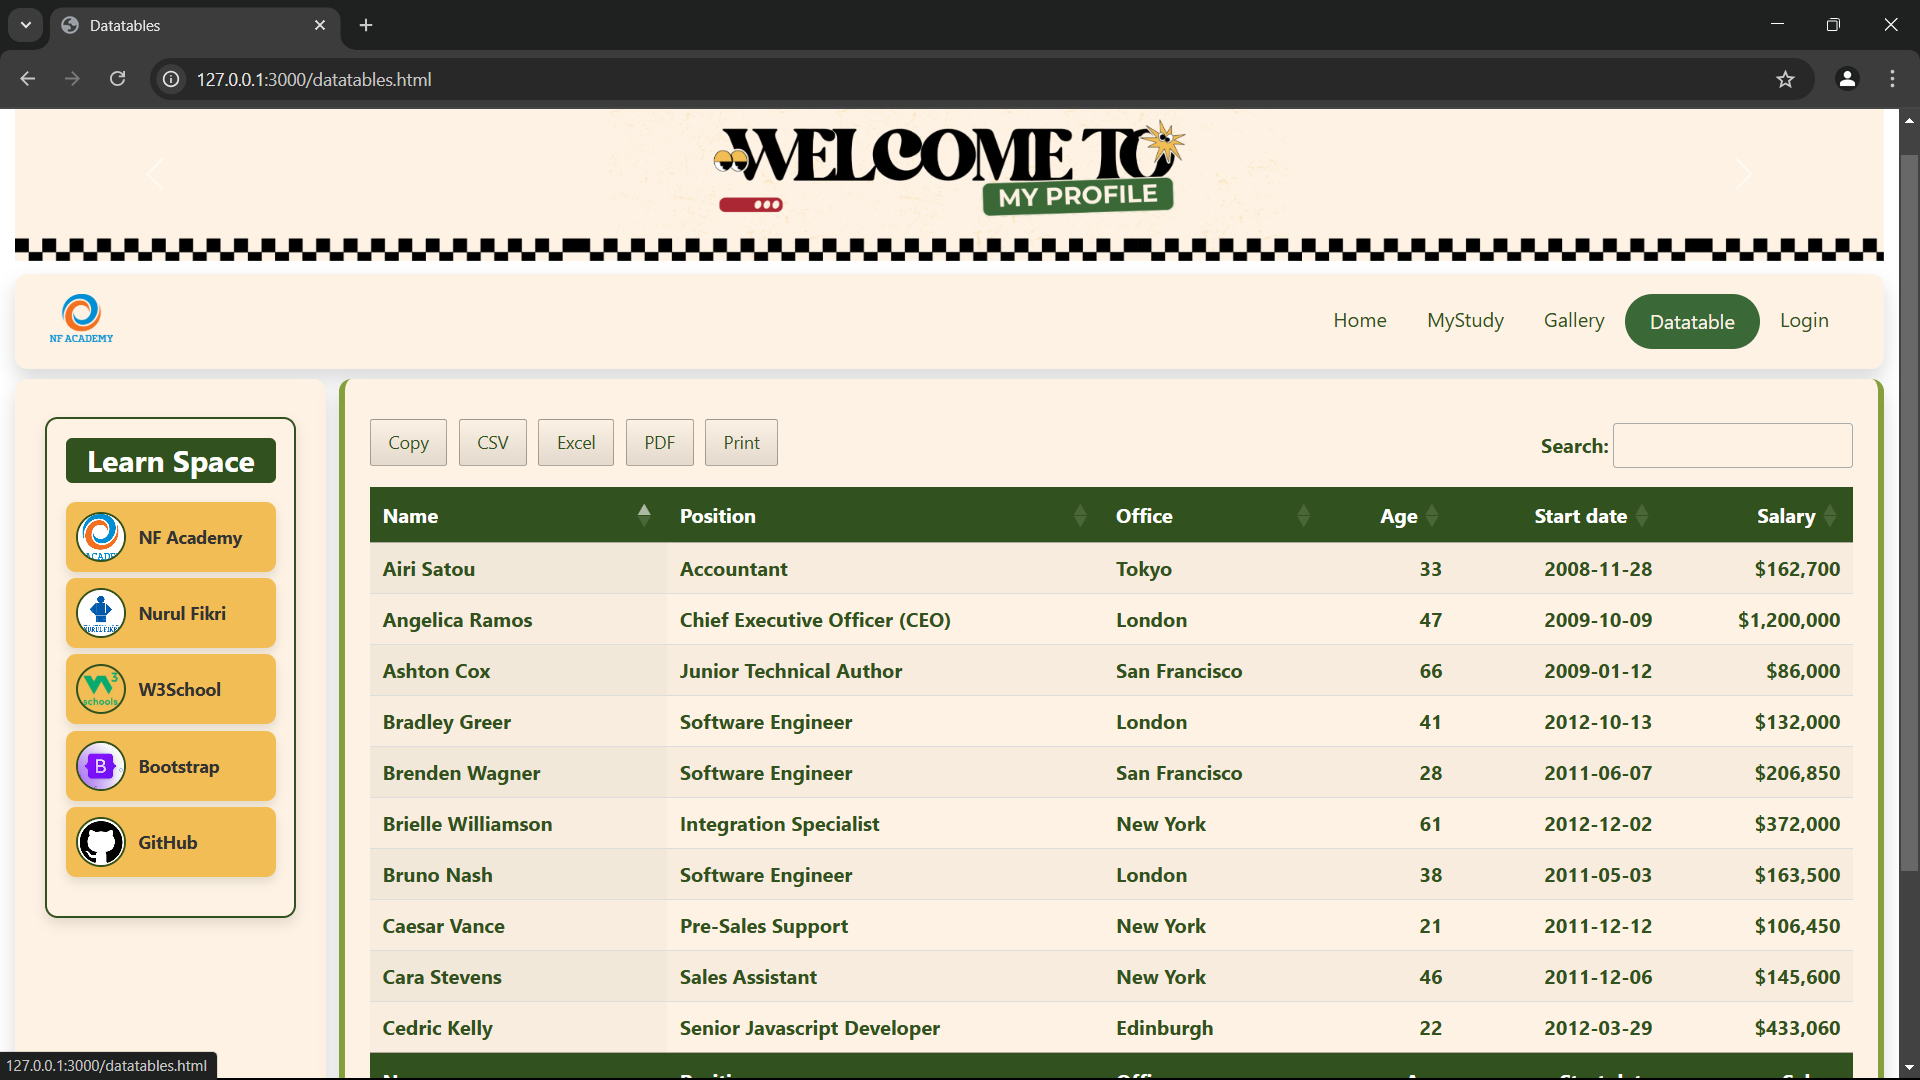 Datatables
127.0.0.1:3000/datatables.html
WELCOME TO
MY PROFILE
NF ACADEMY
Home MyStudy Gallery Datatable Login
Learn Space
NF Academy
Nurul Fikri
W3School
Bootstrap
GitHub
Copy CSV Excel PDF Print Search:
Name Position Office Age Start date Salary
Airi Satou Accountant Tokyo 33 2008-11-28 $162,700
Angelica Ramos Chief Executive Officer (CEO) London 47 2009-10-09 $1,200,000
Ashton Cox Junior Technical Author San Francisco 66 2009-01-12 $86,000
Bradley Greer Software Engineer London 41 2012-10-13 $132,000
Brenden Wagner Software Engineer San Francisco 28 2011-06-07 $206,850
Brielle Williamson Integration Specialist New York 61 2012-12-02 $372,000
Bruno Nash Software Engineer London 38 2011-05-03 $163,500
Caesar Vance Pre-Sales Support New York 21 2011-12-12 $106,450
Cara Stevens Sales Assistant New York 46 2011-12-06 $145,600
Cedric Kelly Senior Javascript Developer Edinburgh 22 2012-03-29 $433,060
127.0.0.1:3000/datatables.html